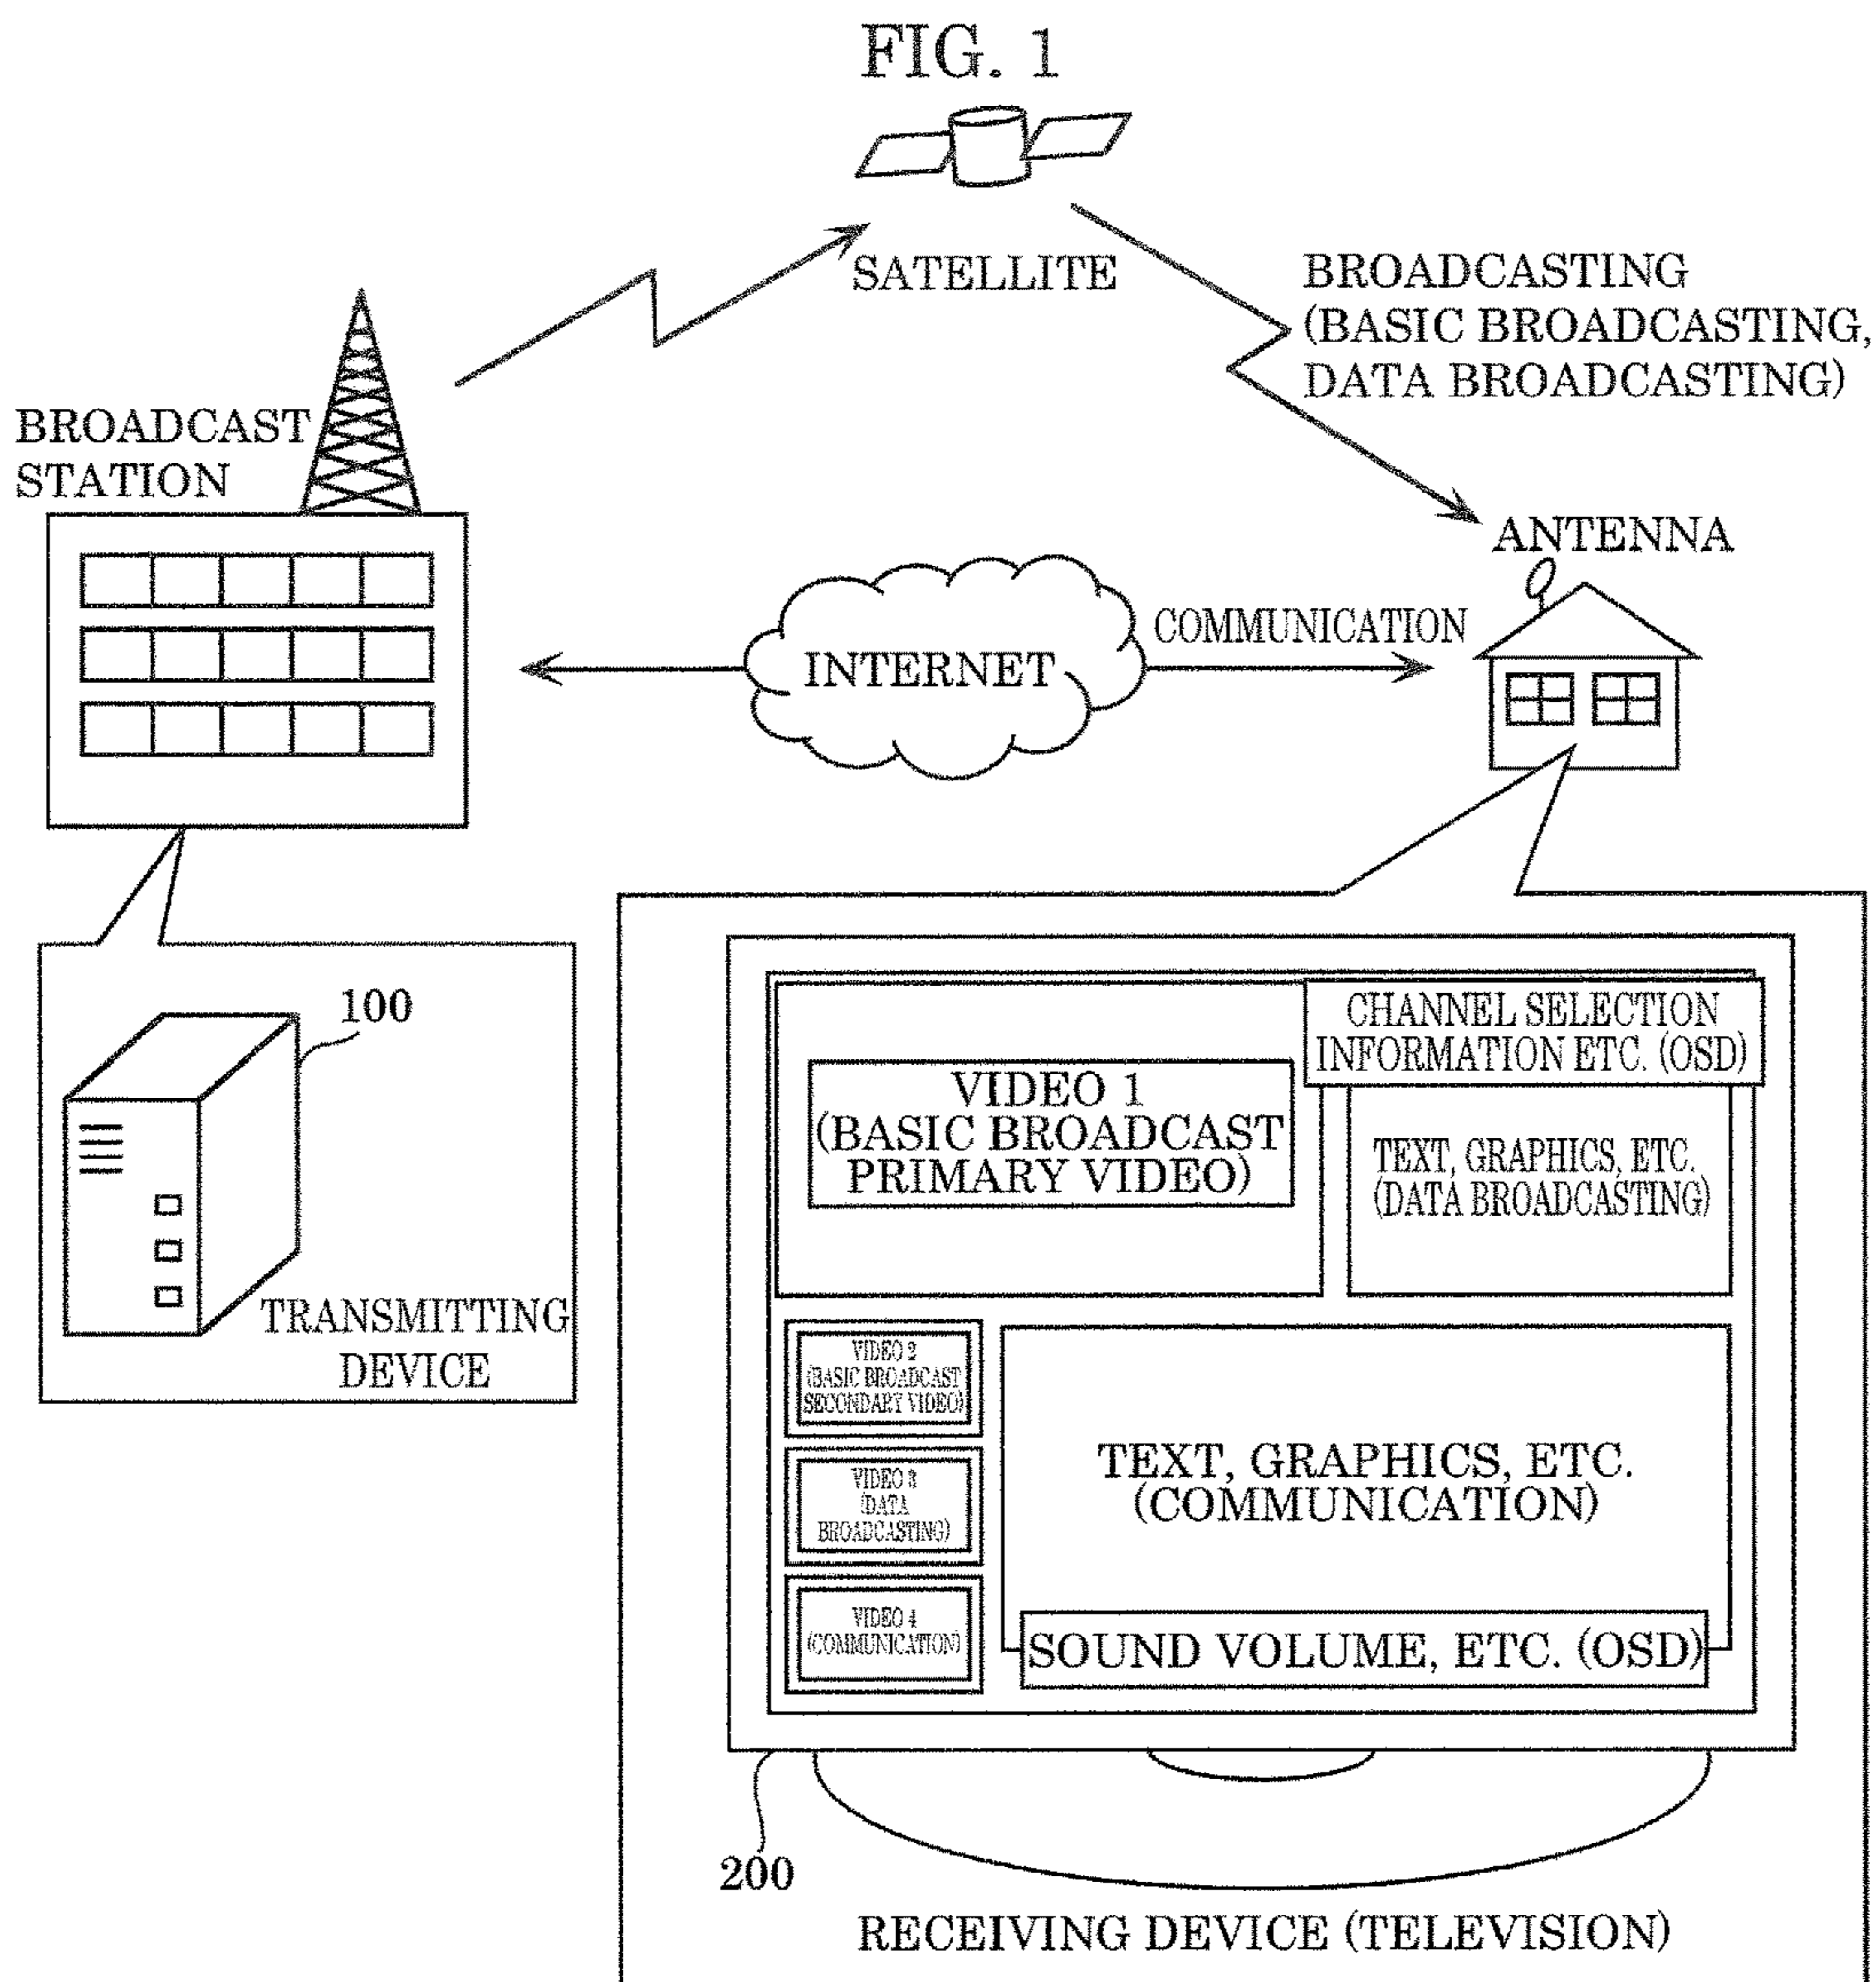 FIG. 1
SATELLITE
BROADCASTING
(BASIC BROADCASTING,
DATA BROADCASTING)
BROADCAST
STATION
ANTENNA
COMMUNICATION
INTERNET
100
TRANSMITTING
DEVICE
CHANNEL SELECTION
INFORMATION ETC. (OSD)
VIDEO 1
(BASIC BROADCAST
PRIMARY VIDEO)
TEXT, GRAPHICS, ETC.
(DATA BROADCASTING)
VIDEO 2
(BASIC BROADCAST
SECONDARY VIDEO)
VIDEO 3
(DATA
BROADCASTING)
VIDEO 4
(COMMUNICATION)
TEXT, GRAPHICS, ETC.
(COMMUNICATION)
SOUND VOLUME, ETC. (OSD)
200
RECEIVING DEVICE (TELEVISION)